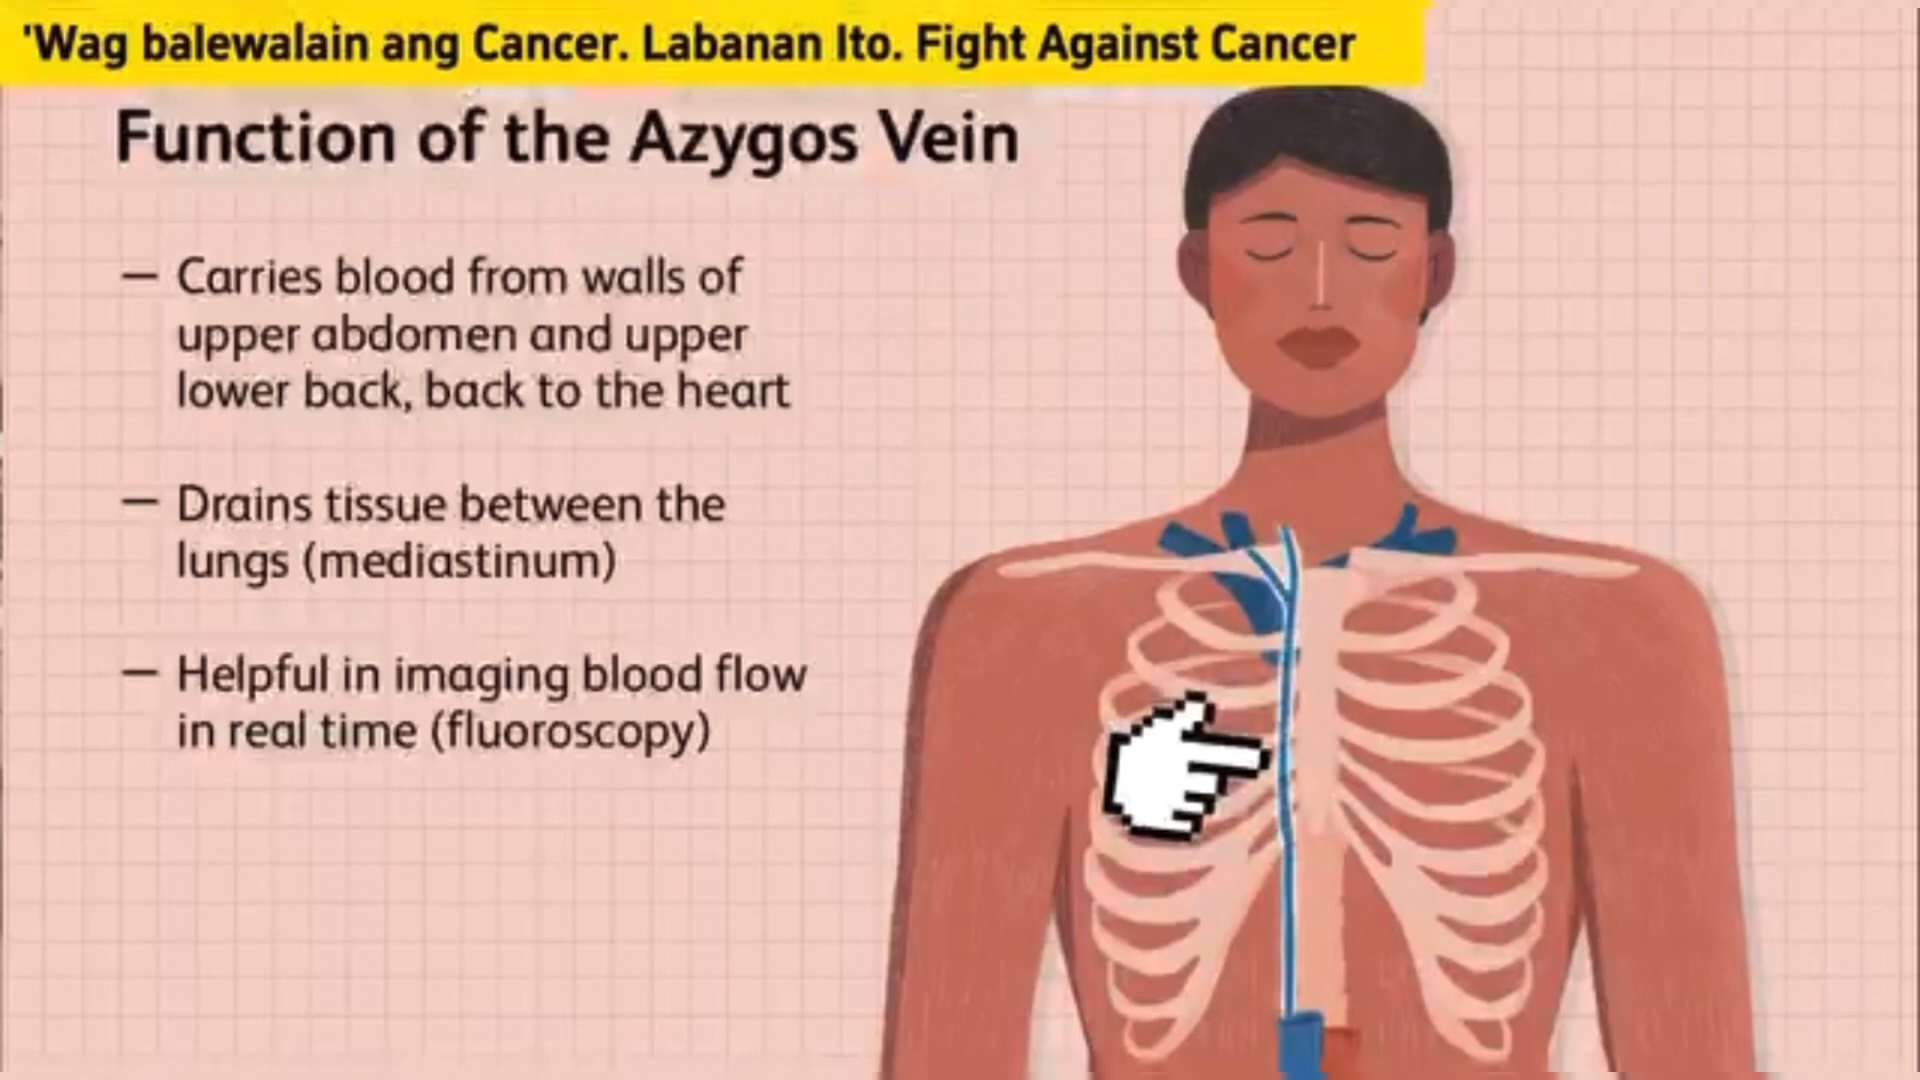 'Wag balewalain ang Cancer. Labanan Ito. Fight Against Cancer
Function of the Azygos Vein
— Carries blood from walls of
upper abdomen and upper
lower back, back to the heart
— Drains tissue between the
lungs (mediastinum)
— Helpful in imaging blood flow
in real time (fluoroscopy)